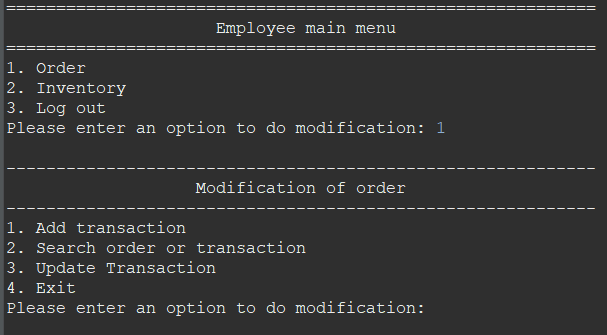 ===========================================================
Employee main menu
===========================================================
1. Order
2. Inventory
3. Log out
Please enter an option to do modification: 1
-----------------------------------------------------------
Modification of order
-----------------------------------------------------------
1. Add transaction
2. Search order or transaction
3. Update Transaction
4. Exit
Please enter an option to do modification: